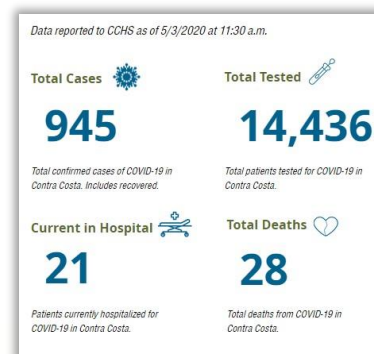 Data reported to CCHS as of 5/3/2020 at 11:30 a.m.
Total Cases
945
Total confirmed cases of COVID-19 in
Contra Costa. Includes recovered.
Total Tested
14,436
Total patients tested for COVID-19 in
Contra Costa.
Current in Hospital
21
Patients currently hospitalized for
COVID-19 in Contra Costa.
Total Deaths
28
Total deaths from COVID-19 in
Contra Costa.